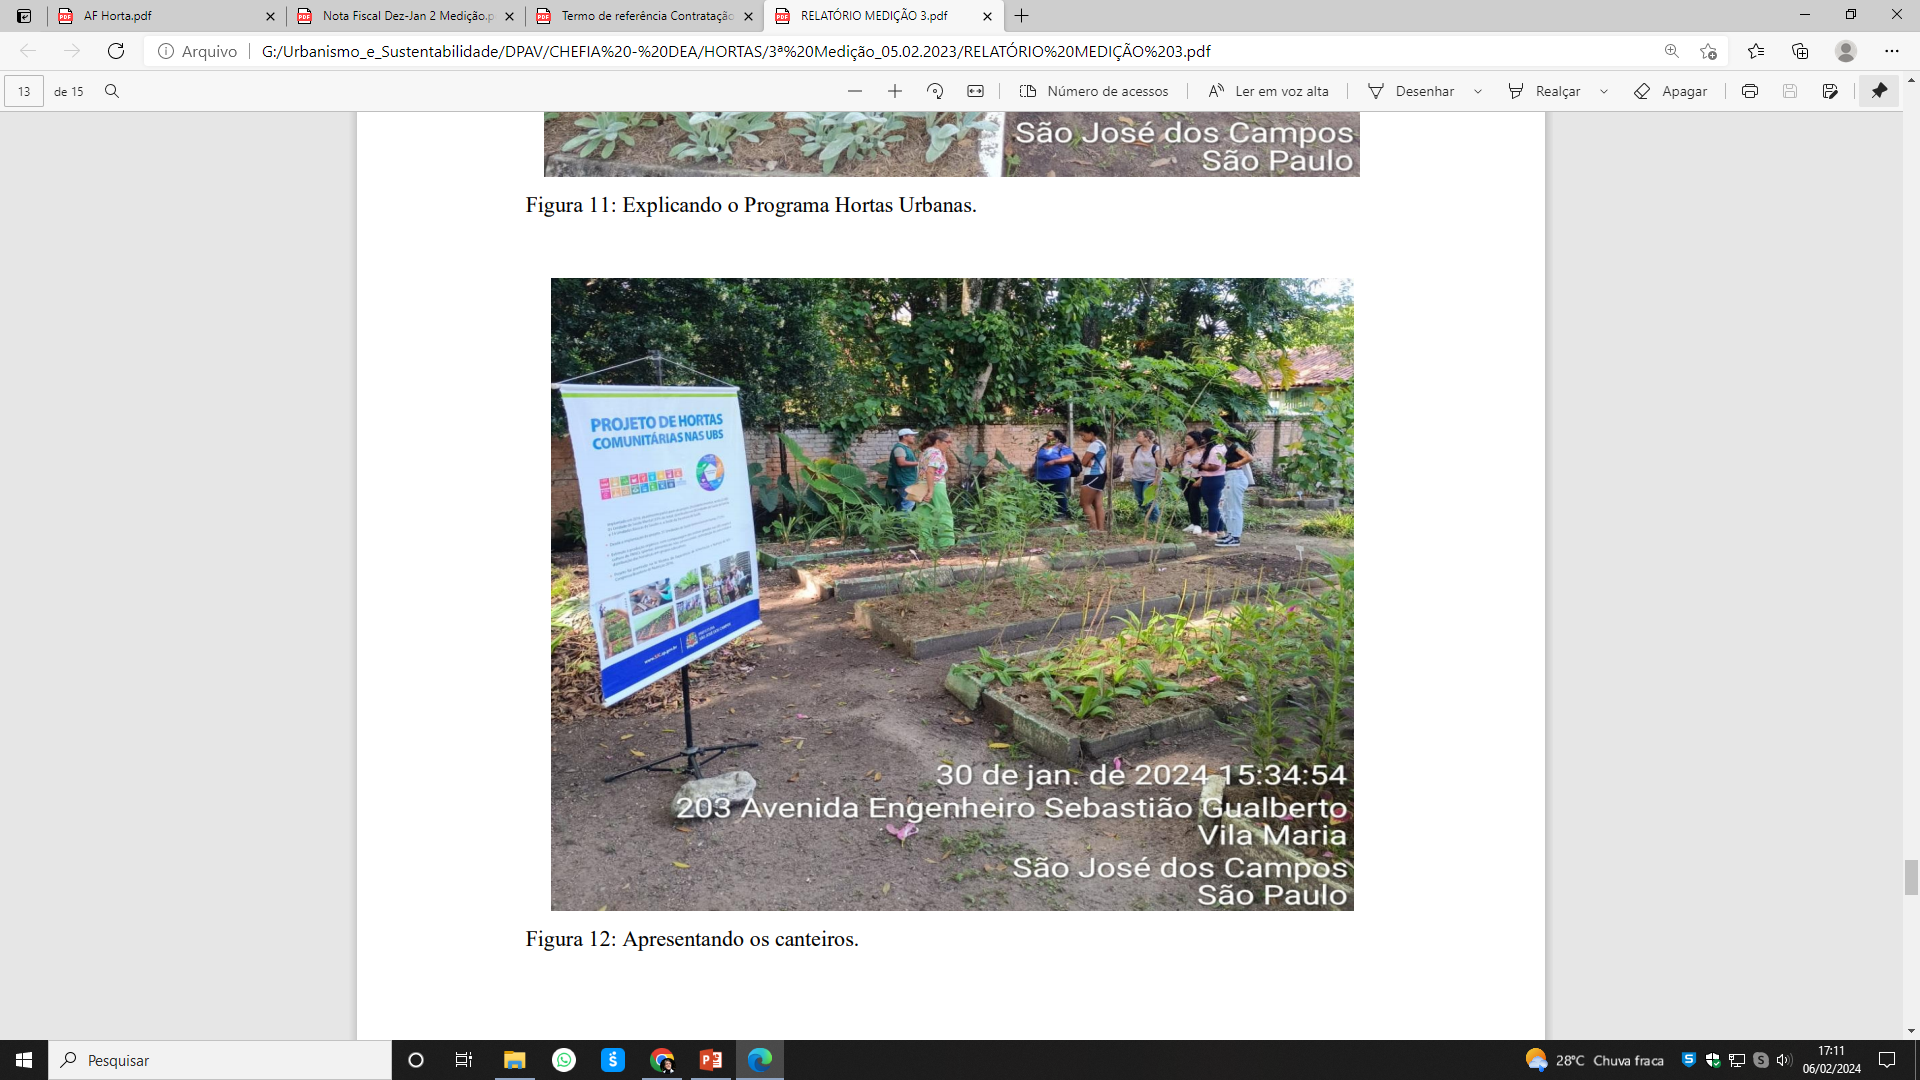 AF Horta.pdf
Nota Fiscal Dez-Jan 2 Medição.p
Termo de referência Contratação
RELATÓRIO MEDIÇÃO 3.pdf
Arquivo
G:/Urbanismo_e_Sustentabilidade/DPAV/CHEFIA%20-%20DEA/HORTAS/3ª%20Medição_05.02.2023/RELATÓRIO%20MEDIÇÃO%203.pdf
13 de 15
Número de acessos
Ler em voz alta
Desenhar
Realçar
Apagar
São José dos Campos
São Paulo
Figura 11: Explicando o Programa Hortas Urbanas.
PROJETO DE HORTAS
COMUNITÁRIAS NAS UBS
30 de jan. de 2024 15:34:54
203 Avenida Engenheiro Sebastião Gualberto
Vila Maria
São José dos Campos
São Paulo
Figura 12: Apresentando os canteiros.
Pesquisar
28°C Chuva fraca
17:11
06/02/2024